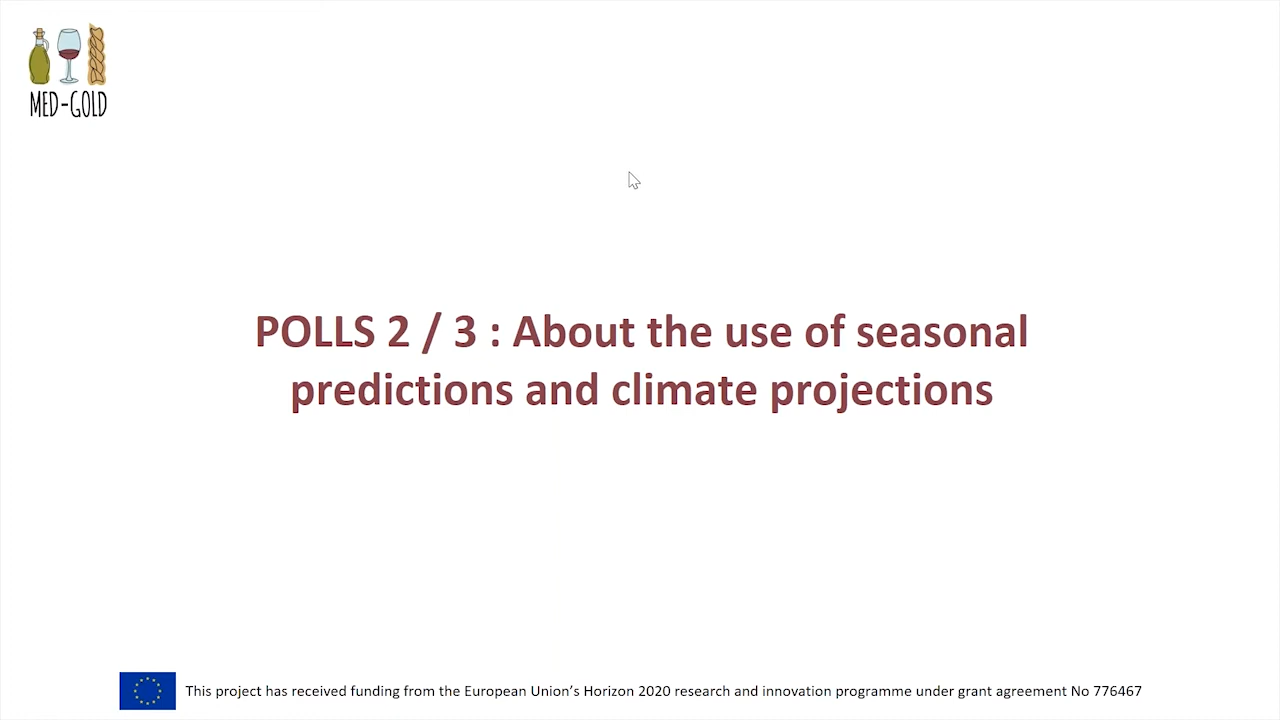 MED-GOLD
POLLS 2 / 3 : About the use of seasonal
predictions and climate projections
This project has received funding from the European Union’s Horizon 2020 research and innovation programme under grant agreement No 776467